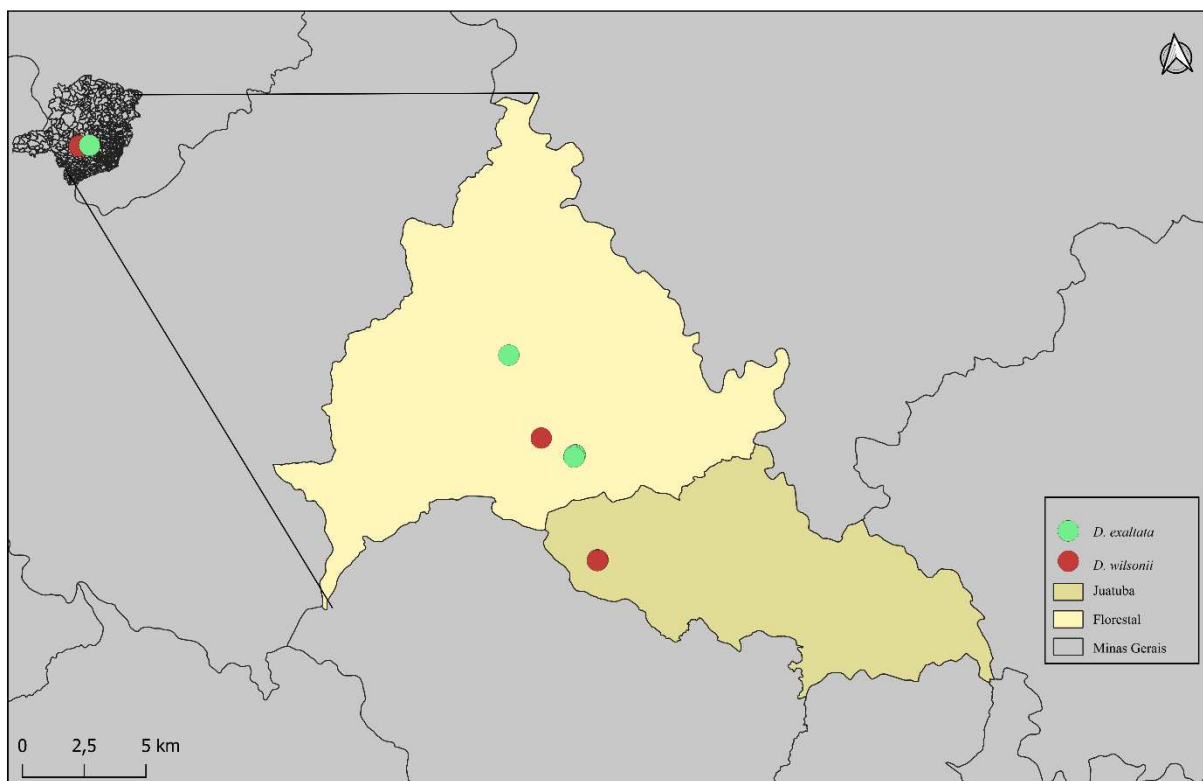 D. exaltata
D. wilsonii
Juatuba
Florestal
Minas Gerais
0 2,5 5 km